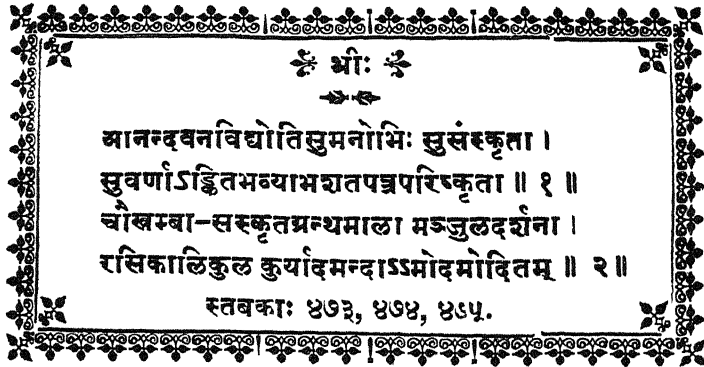 श्रीः
आनन्दवनविद्योतिसुमनोभिः सुसंस्कृता ।
सुवर्णाऽङ्कितभव्याभशतपत्रपरिष्कृता ॥ १ ॥
चौखम्बा-सस्कृतग्रन्थमाला मञ्जुलदर्शना ।
रसिकालिकुल कुर्यादमन्दाऽऽमोदमोदितम् ॥ २॥
स्तबकाः ४७३, ४७४, ४७५.